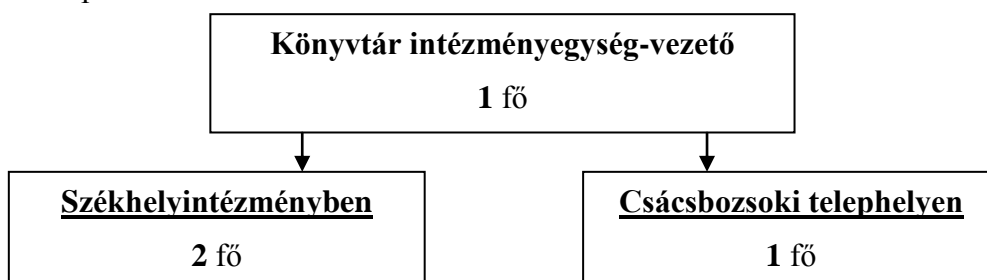 Könyvtár intézményegység-vezető
1 fő
Székhelyintézményben
2 fő
Csácsbozsoki telephelyen
1 fő